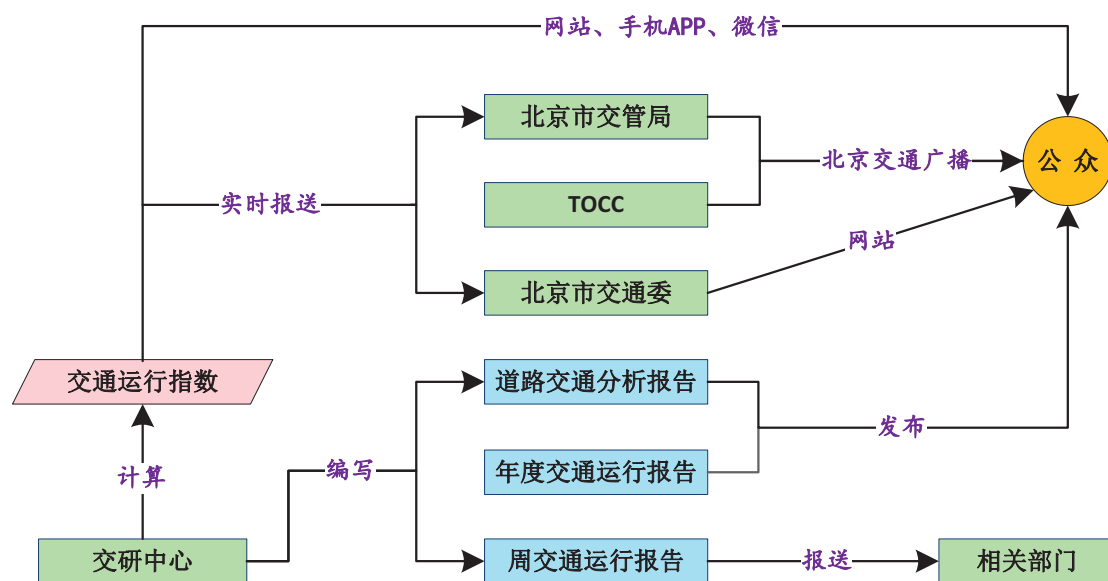 网站、手机APP、微信
北京市交管局
北京交通广播
公众
实时报送
TOCC
网站
北京市交通委
交通运行指数
道路交通分析报告
发布
编写
年度交通运行报告
计算
交研中心
周交通运行报告
报送
相关部门